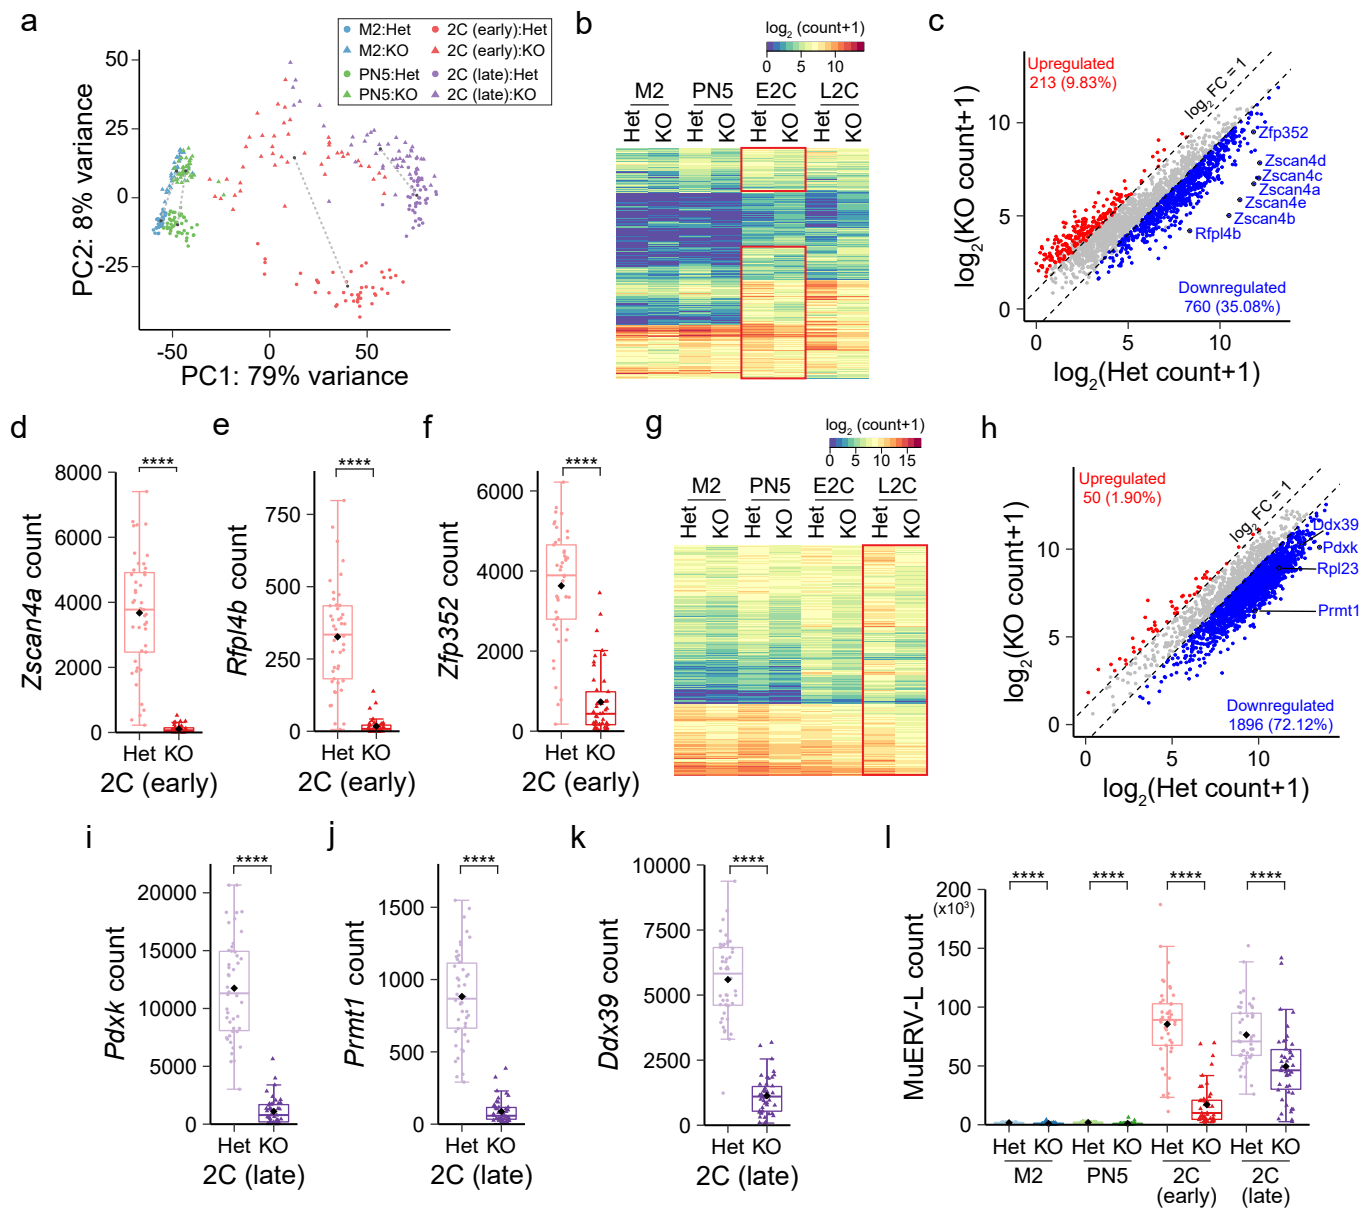 a
M2:Het
M2:KO
PN5:Het
PN5:KO
2C (early):Het
2C (early):KO
2C (late):Het
2C (late):KO
50
25
0
-25
PC2: 8% variance
-50
0
50
PC1: 79% variance
b
log2 (count+1)
0 5 10
M2 PN5 E2C L2C
Het KO Het KO Het KO Het KO
c
Upregulated
213 (9.83%)
log2 FC = 1
Zfp352
Zscan4d
Zscan4c
Zscan4a
Zscan4e
Zscan4b
Rfpl4b
Downregulated
760 (35.08%)
10
5
0
log2(KO count+1)
0 5 10
log2(Het count+1)
d
8000
6000
4000
2000
0
Zscan4a count
****
Het KO
2C (early)
e
750
500
250
0
Rfpl4b count
****
Het KO
2C (early)
f
6000
4000
2000
0
Zfp352 count
****
Het KO
2C (early)
g
log2 (count+1)
0 5 10 15
M2 PN5 E2C L2C
Het KO Het KO Het KO Het KO
h
Upregulated
50 (1.90%)
log2 FC = 1
Ddx39
Pdxk
Rpl23
Prmt1
Downregulated
1896 (72.12%)
10
5
0
log2(KO count+1)
0 5 10
log2(Het count+1)
i
20000
15000
10000
5000
0
Pdxk count
****
Het KO
2C (late)
j
1500
1000
500
0
Prmt1 count
****
Het KO
2C (late)
k
10000
7500
5000
2500
0
Ddx39 count
****
Het KO
2C (late)
l
200
(x10³)
150
100
50
0
MuERV-L count
**** **** **** ****
Het KO Het KO Het KO Het KO
M2 PN5 2C (early) 2C (late)